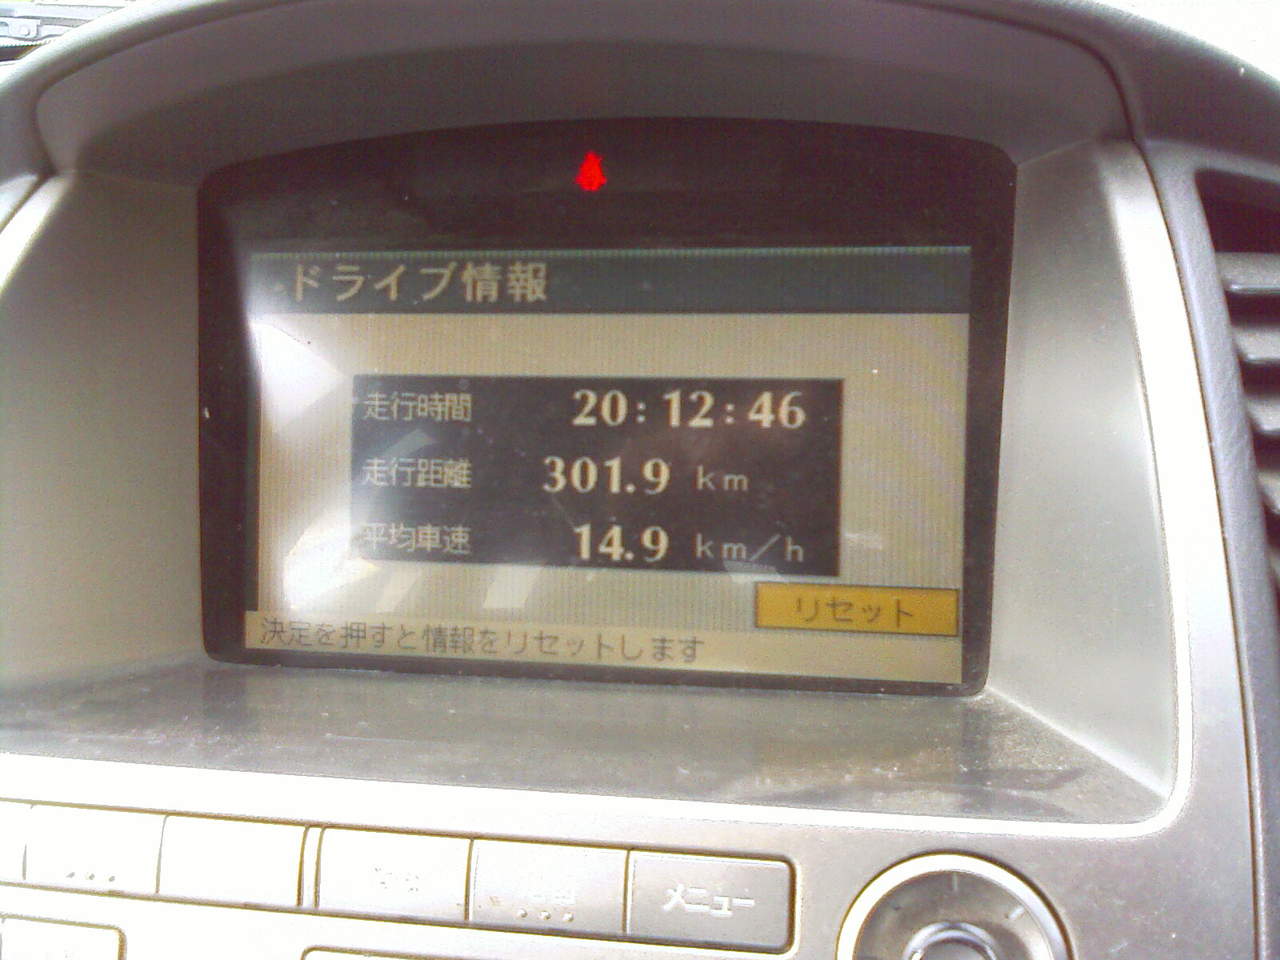 ドライブ情報
走行時間 20:12:46
走行距離 301.9 km
平均車速 14.9 km/h
リセット
決定を押すと情報をリセットします
メニュー